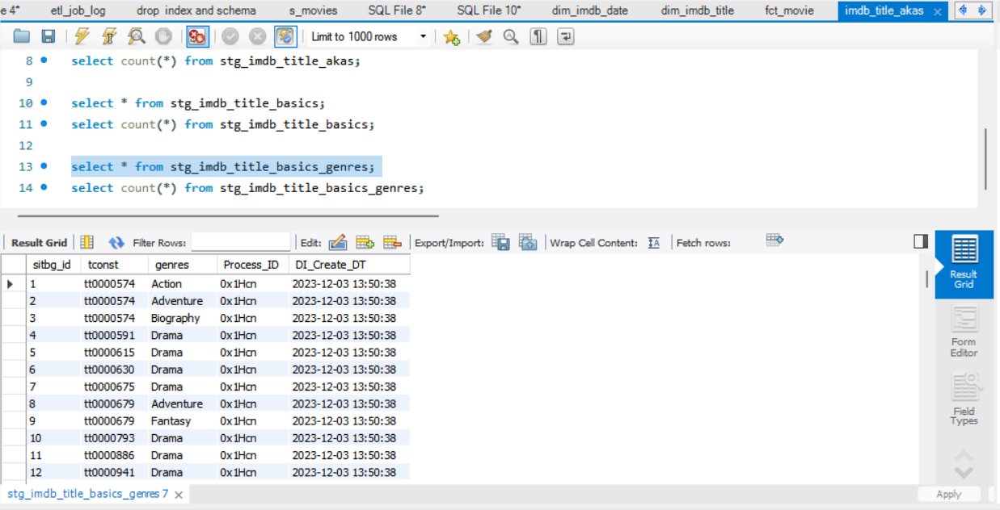 e 4* etl_job_log drop index and schema s_movies SQL File 8* SQL File 10* dim_imdb_date dim_imdb_title fct_movie imdb_title_akas
Limit to 1000 rows
8 select count(*) from stg_imdb_title_akas;
9
10 select * from stg_imdb_title_basics;
11 select count(*) from stg_imdb_title_basics;
12
13 select * from stg_imdb_title_basics_genres;
14 select count(*) from stg_imdb_title_basics_genres;
Result Grid Filter Rows: Edit: Export/Import: Wrap Cell Content: Fetch rows:
sitbg_id tconst genres Process_ID DI_Create_DT
1 tt0000574 Action 0x1Hcn 2023-12-03 13:50:38
2 tt0000574 Adventure 0x1Hcn 2023-12-03 13:50:38
3 tt0000574 Biography 0x1Hcn 2023-12-03 13:50:38
4 tt0000591 Drama 0x1Hcn 2023-12-03 13:50:38
5 tt0000615 Drama 0x1Hcn 2023-12-03 13:50:38
6 tt0000630 Drama 0x1Hcn 2023-12-03 13:50:38
7 tt0000675 Drama 0x1Hcn 2023-12-03 13:50:38
8 tt0000679 Adventure 0x1Hcn 2023-12-03 13:50:38
9 tt0000679 Fantasy 0x1Hcn 2023-12-03 13:50:38
10 tt0000793 Drama 0x1Hcn 2023-12-03 13:50:38
11 tt0000886 Drama 0x1Hcn 2023-12-03 13:50:38
12 tt0000941 Drama 0x1Hcn 2023-12-03 13:50:38
Result
Grid
Form
Editor
Field
Types
stg_imdb_title_basics_genres 7
Apply